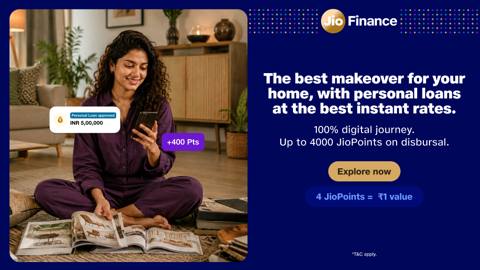 Jio Finance
Personal Loan approved
INR 5,00,000
+400 Pts
The best makeover for your
home, with personal loans
at the best instant rates.
100% digital journey.
Up to 4000 JioPoints on disbursal.
Explore now
4 JioPoints = ₹1 value
*T&C apply.